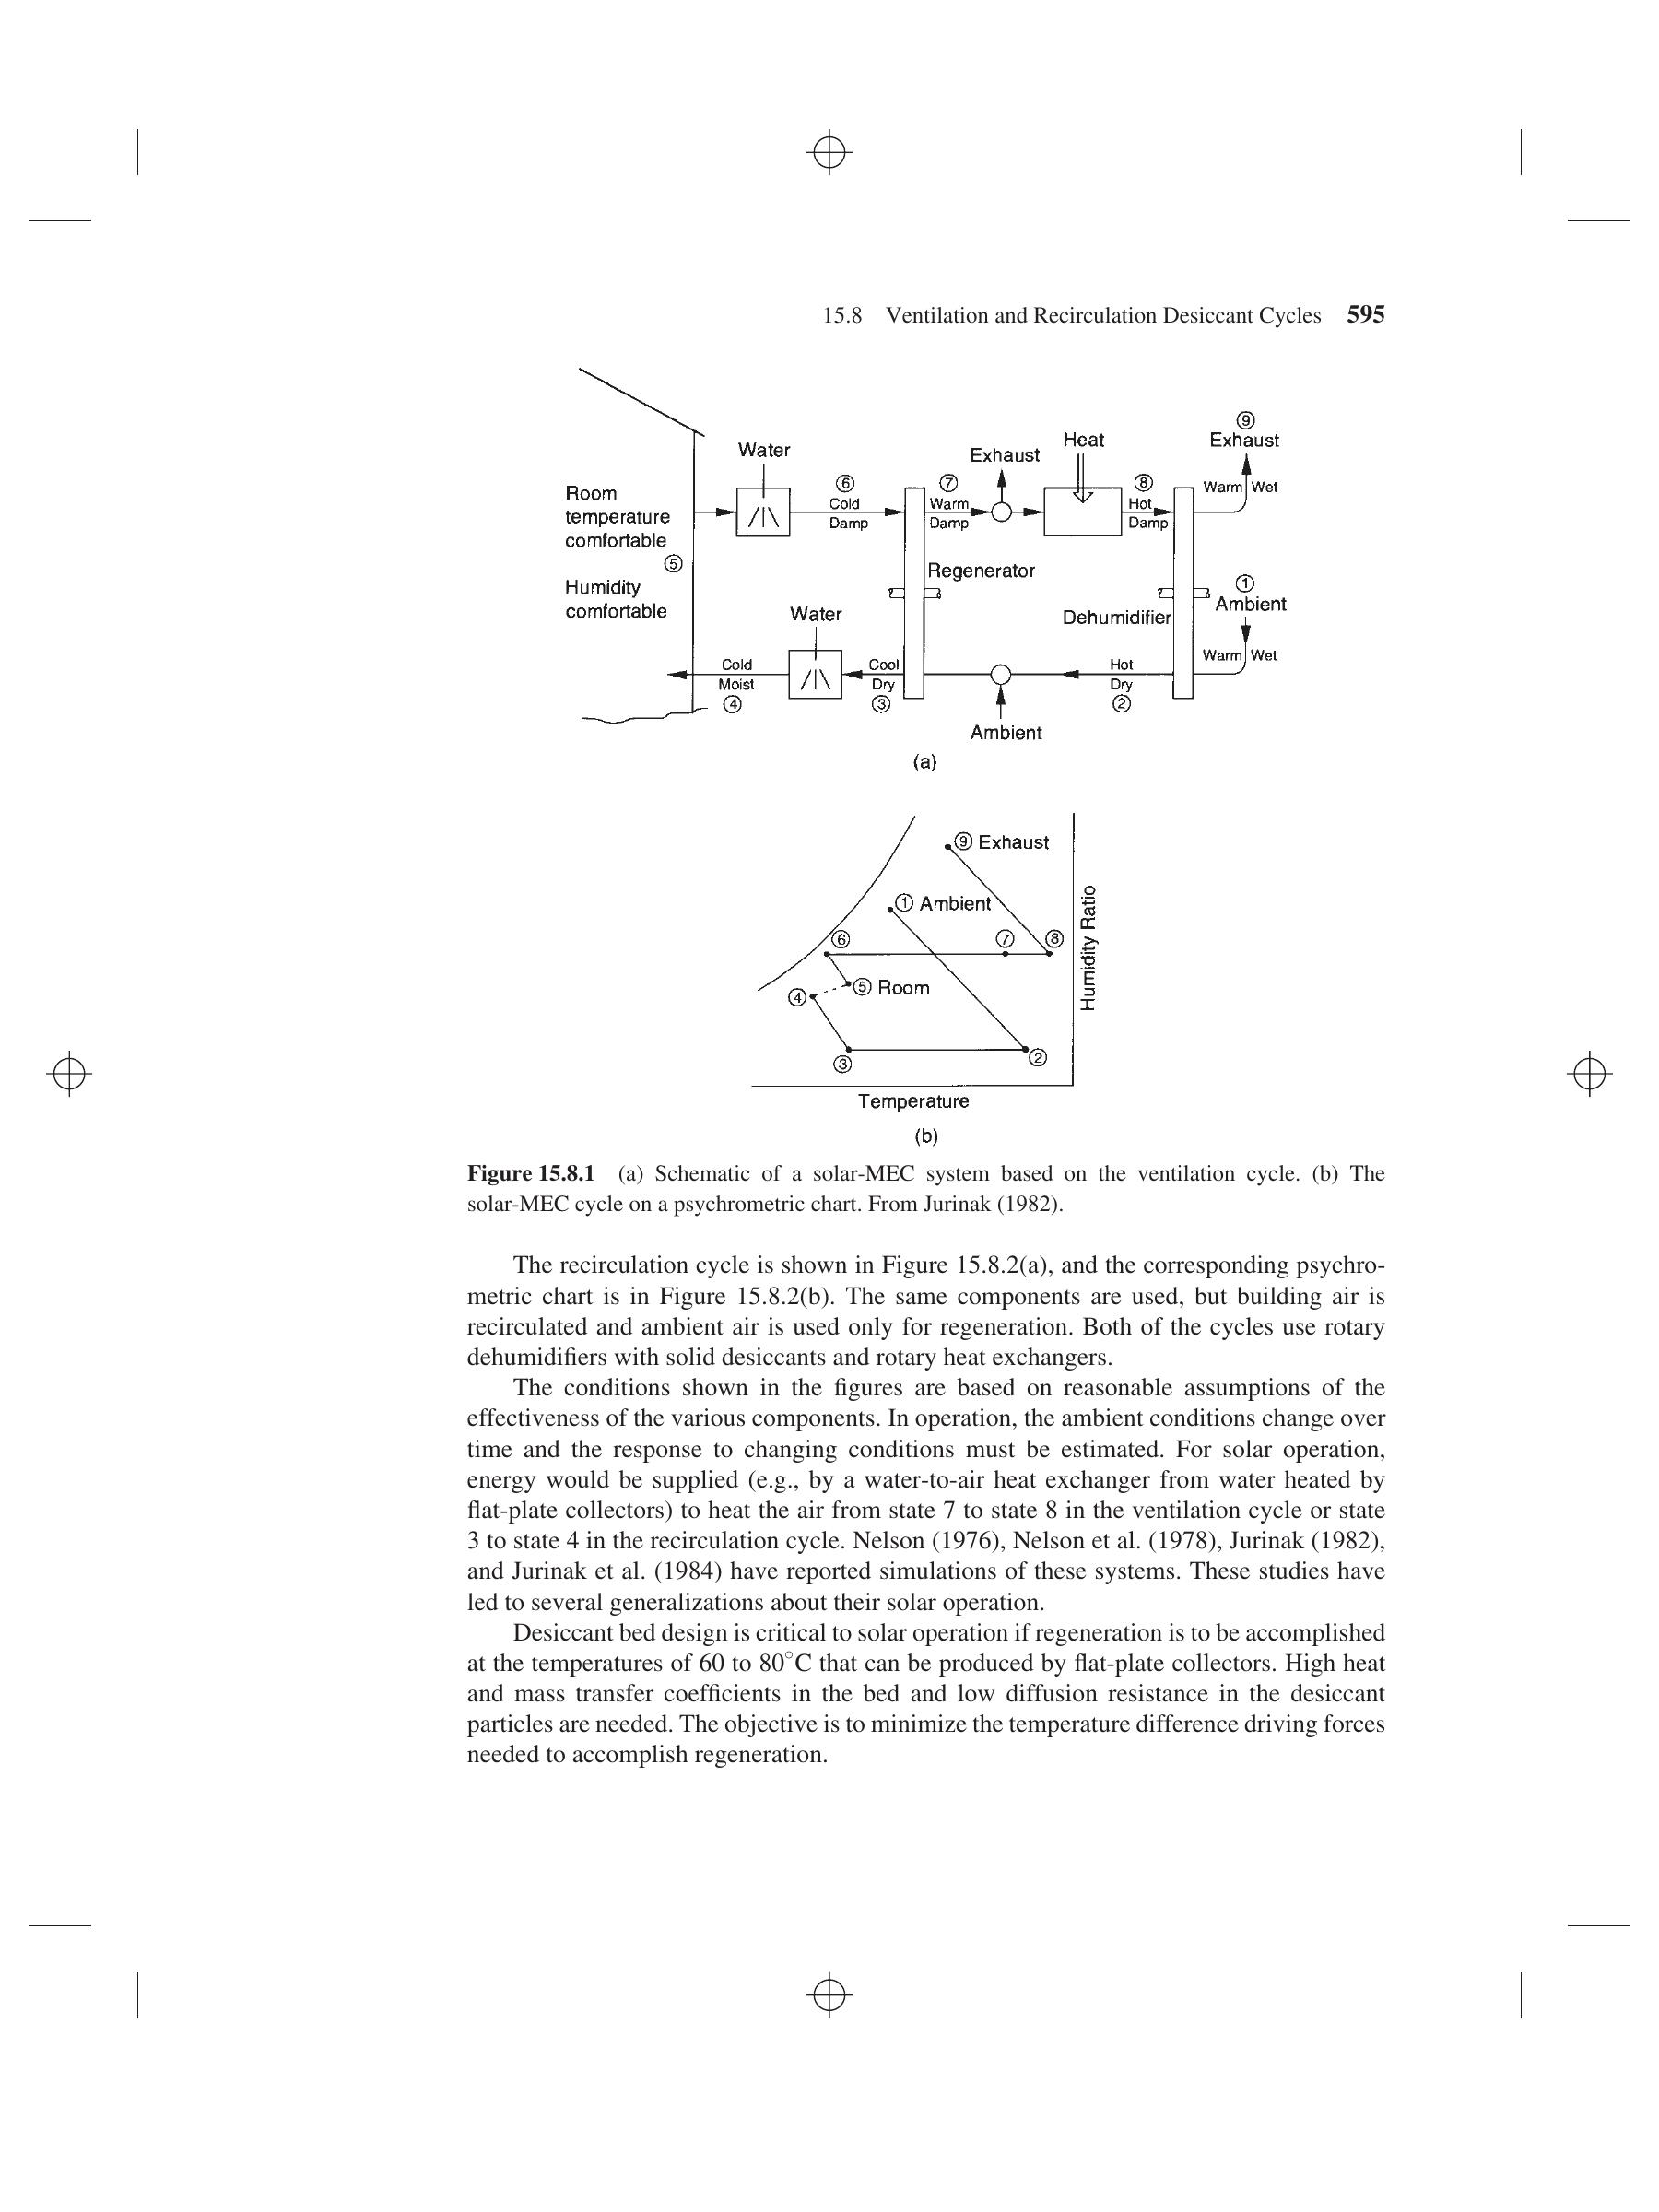 15.8 Ventilation and Recirculation Desiccant Cycles 595
Water
Room
temperature
comfortable
⑤
Humidity
comfortable
⑥
Cold
Damp
⑦
Warm
Damp
Exhaust
Heat
⑧
Hot
Damp
⑨
Exhaust
Warm Wet
Regenerator
Dehumidifier
①
Ambient
Warm Wet
Water
Cold
Moist
④
Cool
Dry
③
Hot
Dry
②
Ambient
(a)
⑨ Exhaust
① Ambient
⑥
⑦
⑧
⑤ Room
④
③
②
Humidity Ratio
Temperature
(b)
Figure 15.8.1 (a) Schematic of a solar-MEC system based on the ventilation cycle. (b) The
solar-MEC cycle on a psychrometric chart. From Jurinak (1982).
The recirculation cycle is shown in Figure 15.8.2(a), and the corresponding psychro-
metric chart is in Figure 15.8.2(b). The same components are used, but building air is
recirculated and ambient air is used only for regeneration. Both of the cycles use rotary
dehumidifiers with solid desiccants and rotary heat exchangers.
The conditions shown in the figures are based on reasonable assumptions of the
effectiveness of the various components. In operation, the ambient conditions change over
time and the response to changing conditions must be estimated. For solar operation,
energy would be supplied (e.g., by a water-to-air heat exchanger from water heated by
flat-plate collectors) to heat the air from state 7 to state 8 in the ventilation cycle or state
3 to state 4 in the recirculation cycle. Nelson (1976), Nelson et al. (1978), Jurinak (1982),
and Jurinak et al. (1984) have reported simulations of these systems. These studies have
led to several generalizations about their solar operation.
Desiccant bed design is critical to solar operation if regeneration is to be accomplished
at the temperatures of 60 to 80°C that can be produced by flat-plate collectors. High heat
and mass transfer coefficients in the bed and low diffusion resistance in the desiccant
particles are needed. The objective is to minimize the temperature difference driving forces
needed to accomplish regeneration.